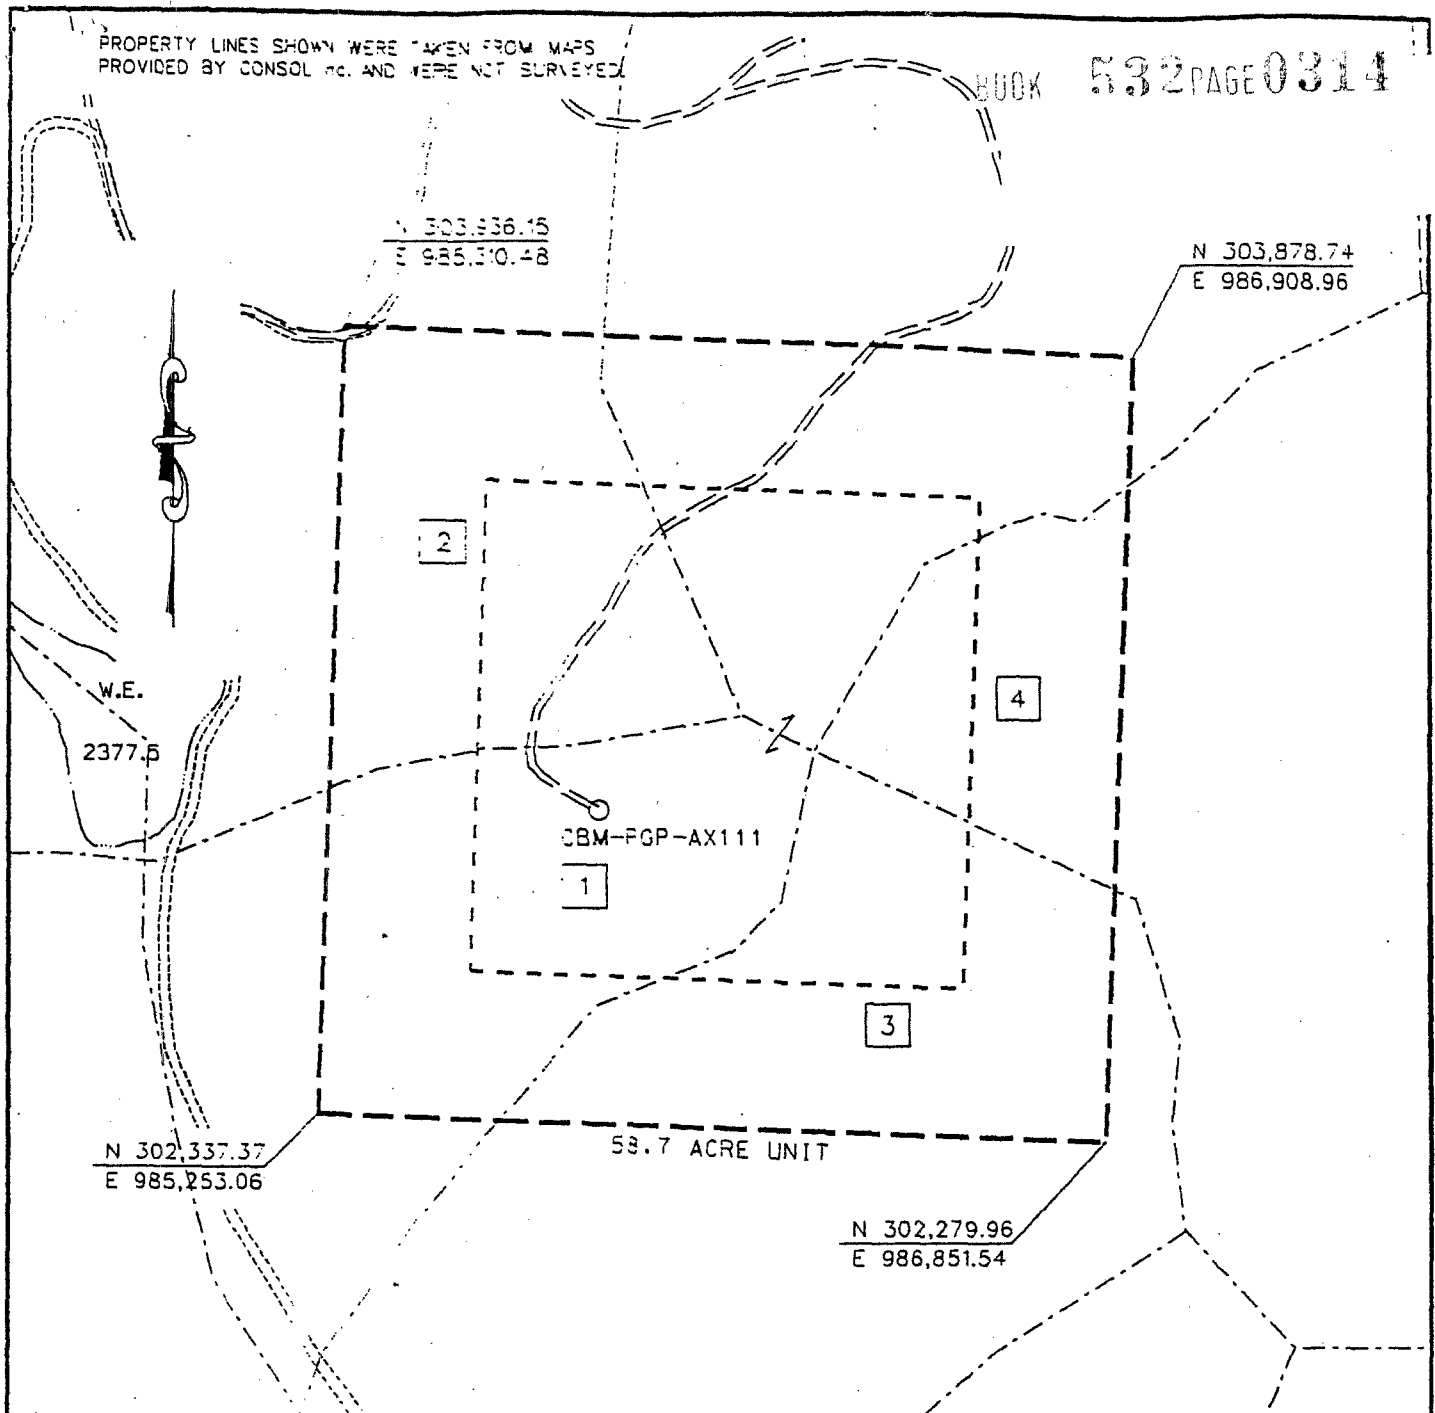 PROPERTY LINES SHOWN WERE TAKEN FROM MAPS
PROVIDED BY CONSOL Inc. AND WERE NOT SURVEYED.
BOOK 532 PAGE 0314
N 303,936.15
E 985,310.48
N 303,878.74
E 986,908.96
2
W.E.
2377.5
4
CBM-PGP-AX111
1
3
N 302,337.37
E 985,253.06
58.7 ACRE UNIT
N 302,279.96
E 986,851.54